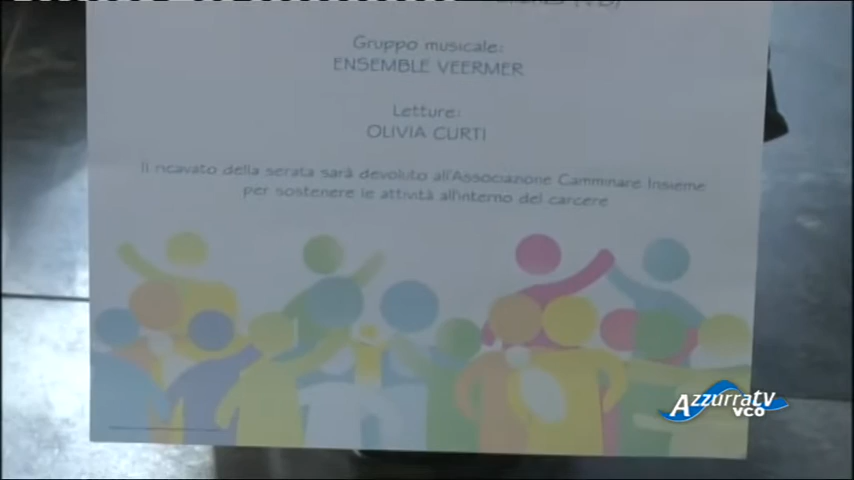 Gruppo musicale:
ENSEMBLE VEERMER
Letture:
OLIVIA CURTI
Il ricavato della serata sarà devoluto all'Associazione Camminare Insieme
per sostenere le attività all'interno del carcere
Azzurratv
VCO